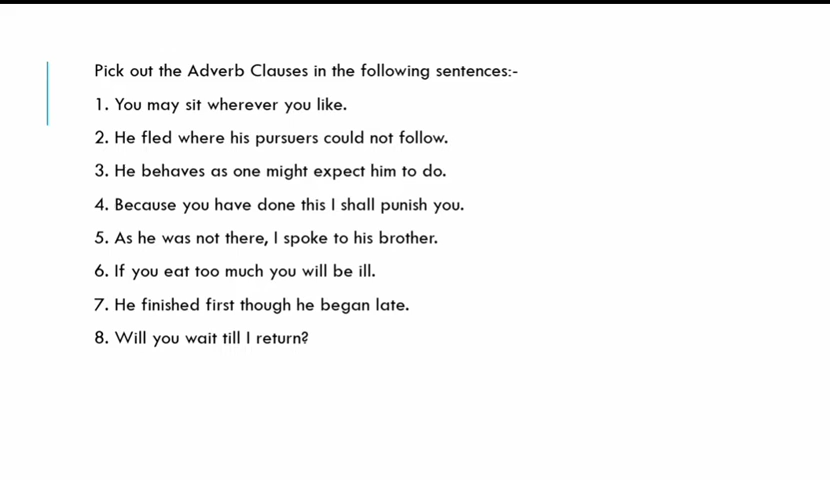 Pick out the Adverb Clauses in the following sentences:-
1. You may sit wherever you like.
2. He fled where his pursuers could not follow.
3. He behaves as one might expect him to do.
4. Because you have done this I shall punish you.
5. As he was not there, I spoke to his brother.
6. If you eat too much you will be ill.
7. He finished first though he began late.
8. Will you wait till I return?